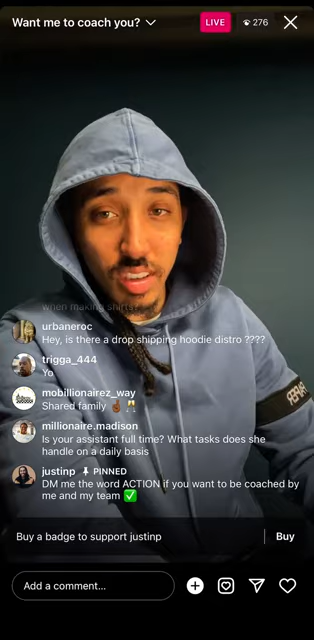 Want me to coach you?
LIVE
276
when making shirts?
urbaneroc
Hey, is there a drop shipping hoodie distro ????
trigga_444
Yo
mobillionairez_way
Shared family
millionaire.madison
Is your assistant full time? What tasks does she
handle on a daily basis
justinp PINNED
DM me the word ACTION if you want to be coached by
me and my team ✅
Buy a badge to support justinp
Buy
Add a comment...